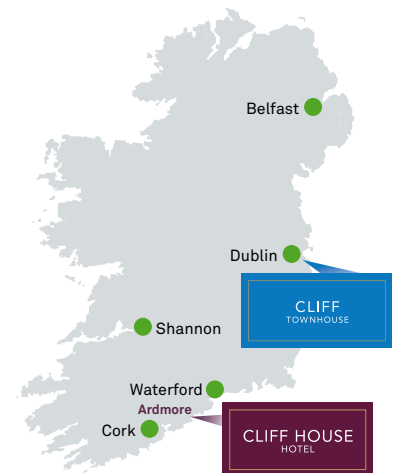 Belfast
Dublin
CLIFF
TOWNHOUSE
Shannon
Waterford
Ardmore
Cork
CLIFF HOUSE
HOTEL